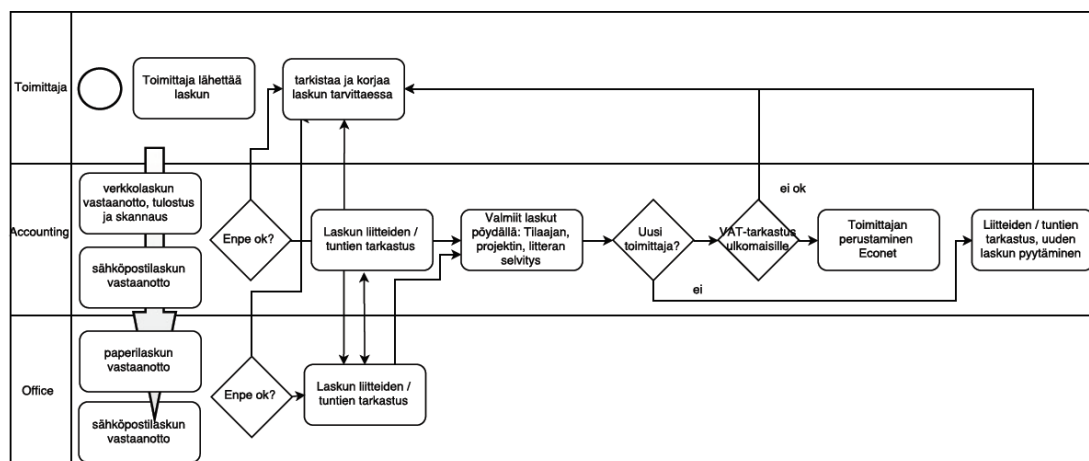 Toimittaja
Toimittaja lähettää
laskun
tarkistaa ja korjaa
laskun tarvittaessa
Accounting
verkkolaskun
vastaanotto, tulostus
ja skannaus
sähköpostilaskun
vastaanotto
Enpe ok?
Laskun liitteiden /
tuntien tarkastus
Valmiit laskut
pöydällä: Tilaajan,
projektin, litteran
selvitys
Uusi
toimittaja?
VAT-tarkastus
ulkomaisille
ei ok
ei
Toimittajan
perustaminen
Econet
Liitteiden / tuntien
tarkastus, uuden
laskun pyytäminen
Office
paperilaskun
vastaanotto
sähköpostilaskun
vastaanotto
Enpe ok?
Laskun liitteiden /
tuntien tarkastus